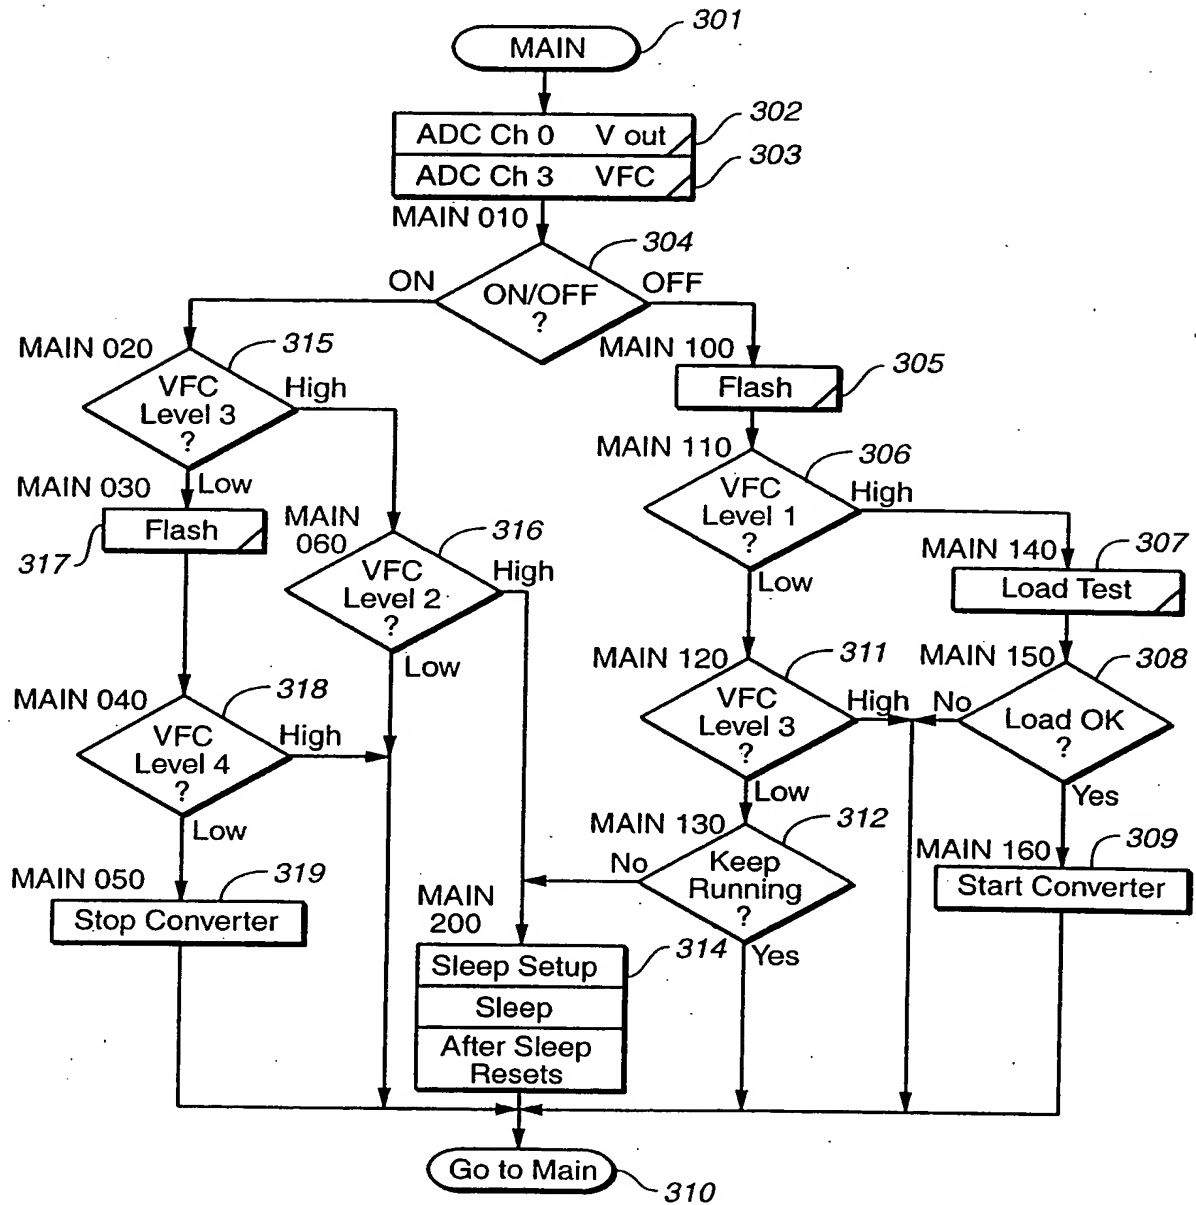 301
MAIN
302
ADC Ch 0 V out
303
ADC Ch 3 VFC
MAIN 010
304
ON
ON/OFF
?
OFF
MAIN 020
315
VFC
Level 3
?
High
Low
MAIN 100
305
Flash
MAIN 110
306
VFC
Level 1
?
High
Low
MAIN 030
Flash
317
MAIN
060
316
VFC
Level 2
?
High
Low
MAIN 140
307
Load Test
MAIN 040
318
VFC
Level 4
?
High
Low
MAIN 120
311
VFC
Level 3
?
High
Low
MAIN 150
308
No
Load OK
?
Yes
MAIN 130
312
No
Keep
Running
?
Yes
MAIN 160
309
Start Converter
MAIN 050
319
Stop Converter
MAIN
200
314
Sleep Setup
Sleep
After Sleep
Resets
Go to Main
310